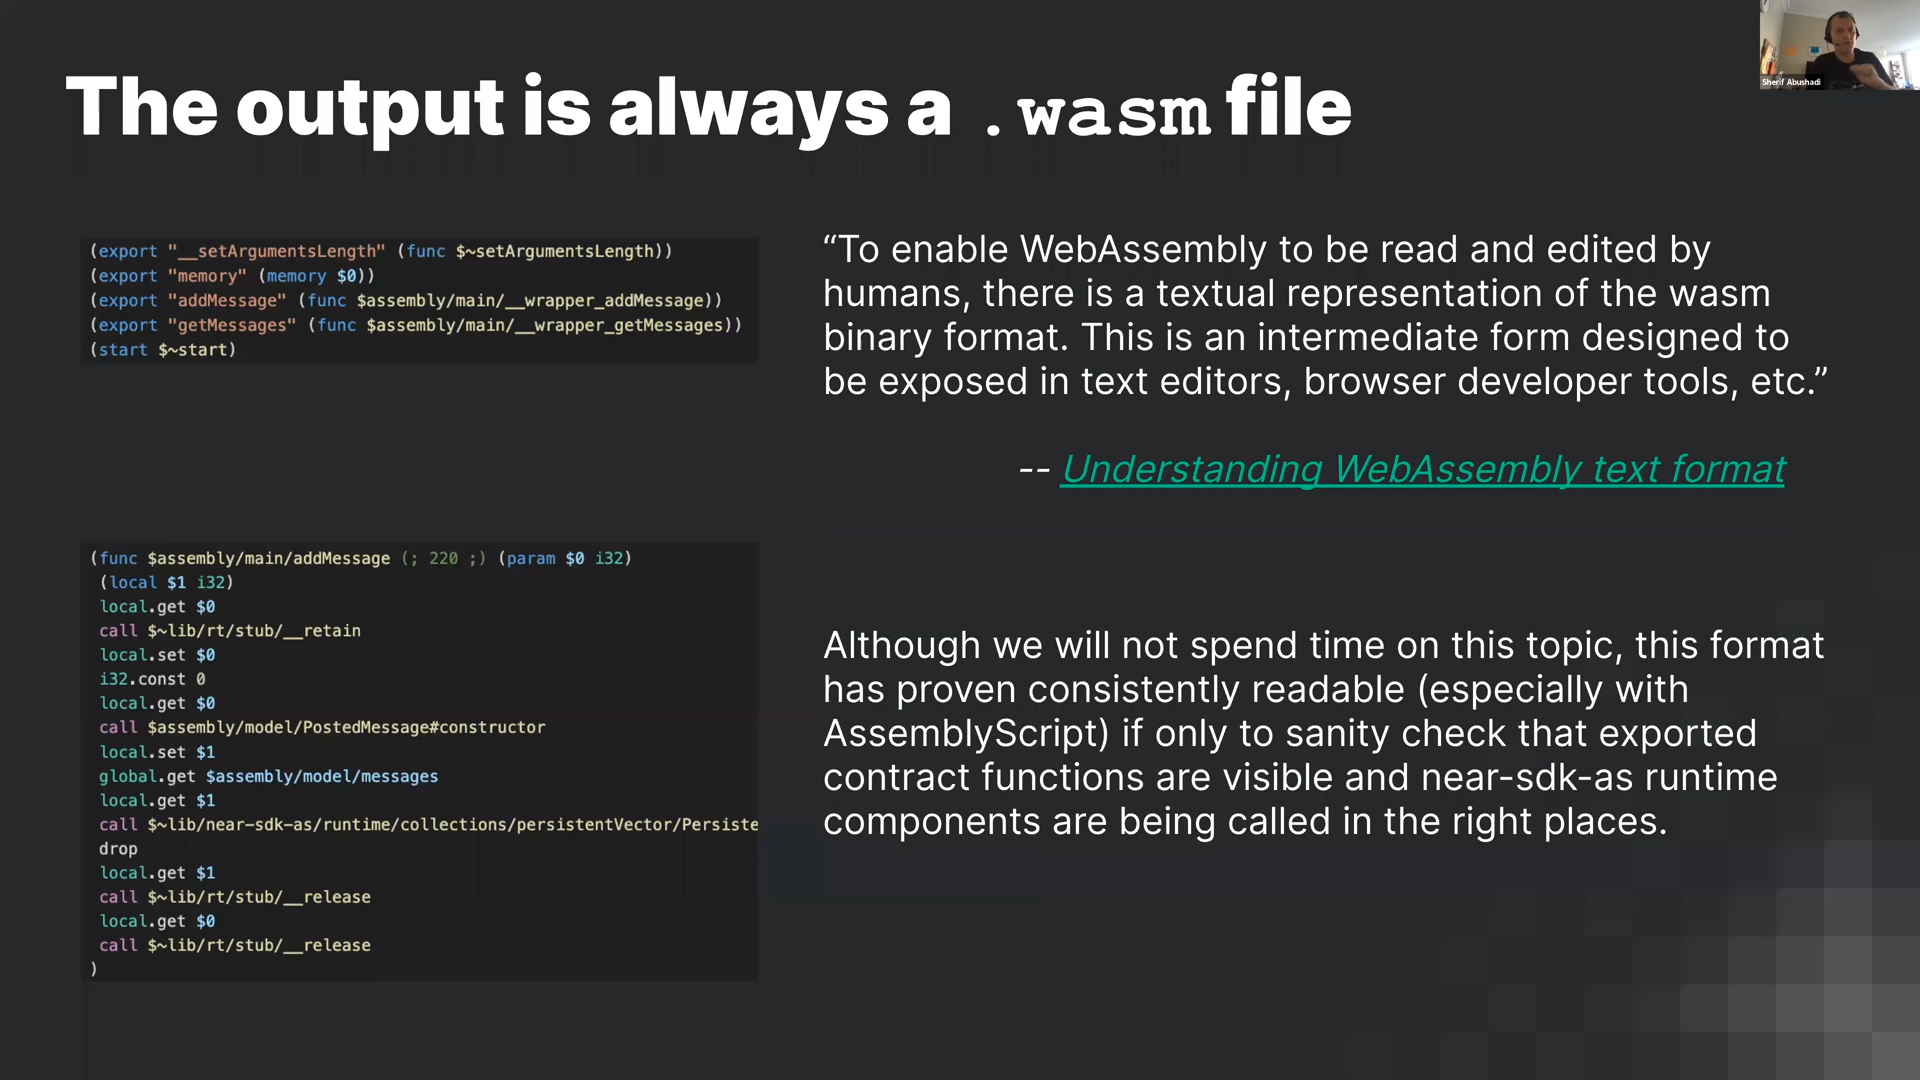 The output is always a .wasm file
Sherif Abushadi
(export "__setArgumentsLength" (func $~setArgumentsLength))
(export "memory" (memory $0))
(export "addMessage" (func $assembly/main/__wrapper_addMessage))
(export "getMessages" (func $assembly/main/__wrapper_getMessages))
(start $~start)
“To enable WebAssembly to be read and edited by
humans, there is a textual representation of the wasm
binary format. This is an intermediate form designed to
be exposed in text editors, browser developer tools, etc.”
-- Understanding WebAssembly text format
(func $assembly/main/addMessage (; 220 ;) (param $0 i32)
(local $1 i32)
local.get $0
call $~lib/rt/stub/__retain
local.set $0
i32.const 0
local.get $0
call $assembly/model/PostedMessage#constructor
local.set $1
global.get $assembly/model/messages
local.get $1
call $~lib/near-sdk-as/runtime/collections/persistentVector/Persiste
drop
local.get $1
call $~lib/rt/stub/__release
local.get $0
call $~lib/rt/stub/__release
)
Although we will not spend time on this topic, this format
has proven consistently readable (especially with
AssemblyScript) if only to sanity check that exported
contract functions are visible and near-sdk-as runtime
components are being called in the right places.